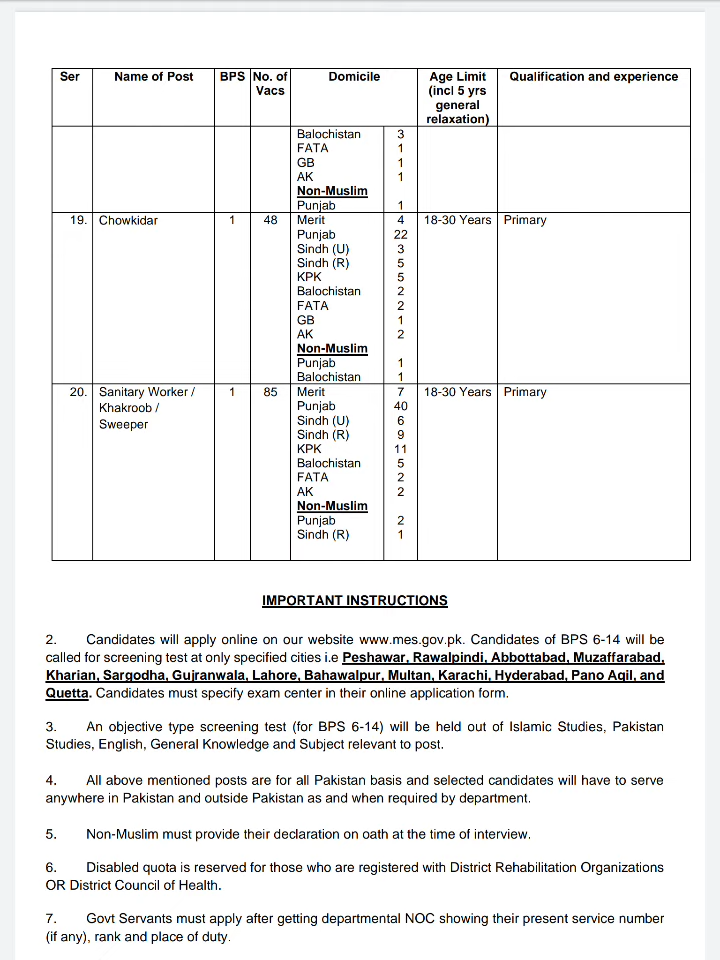 Ser Name of Post BPS No. of Vacs Domicile Age Limit (incl 5 yrs general relaxation) Qualification and experience
Balochistan 3
FATA 1
GB 1
AK 1
Non-Muslim
Punjab 1
19. Chowkidar 1 48 Merit 4 18-30 Years Primary
Punjab 22
Sindh (U) 3
Sindh (R) 5
KPK 5
Balochistan 2
FATA 2
GB 1
AK 2
Non-Muslim
Punjab 1
Balochistan 1
20. Sanitary Worker / 1 85 Merit 7 18-30 Years Primary
Khakroob / Punjab 40
Sweeper Sindh (U) 6
Sindh (R) 9
KPK 11
Balochistan 5
FATA 2
AK 2
Non-Muslim
Punjab 2
Sindh (R) 1
IMPORTANT INSTRUCTIONS
2. Candidates will apply online on our website www.mes.gov.pk. Candidates of BPS 6-14 will be
called for screening test at only specified cities i.e Peshawar, Rawalpindi, Abbottabad, Muzaffarabad,
Kharian, Sargodha, Gujranwala, Lahore, Bahawalpur, Multan, Karachi, Hyderabad, Pano Aqil, and
Quetta. Candidates must specify exam center in their online application form.
3. An objective type screening test (for BPS 6-14) will be held out of Islamic Studies, Pakistan
Studies, English, General Knowledge and Subject relevant to post.
4. All above mentioned posts are for all Pakistan basis and selected candidates will have to serve
anywhere in Pakistan and outside Pakistan as and when required by department.
5. Non-Muslim must provide their declaration on oath at the time of interview.
6. Disabled quota is reserved for those who are registered with District Rehabilitation Organizations
OR District Council of Health.
7. Govt Servants must apply after getting departmental NOC showing their present service number
(if any), rank and place of duty.